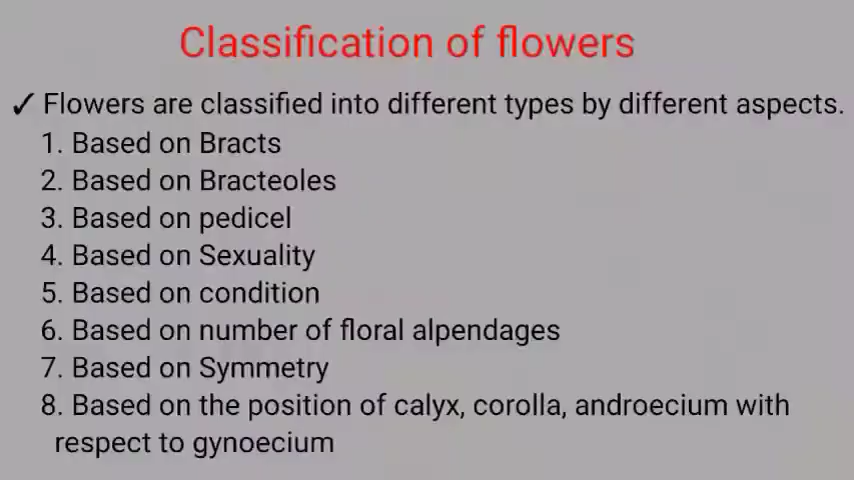 Classification of flowers
✓ Flowers are classified into different types by different aspects.
1. Based on Bracts
2. Based on Bracteoles
3. Based on pedicel
4. Based on Sexuality
5. Based on condition
6. Based on number of floral alpendages
7. Based on Symmetry
8. Based on the position of calyx, corolla, androecium with
respect to gynoecium